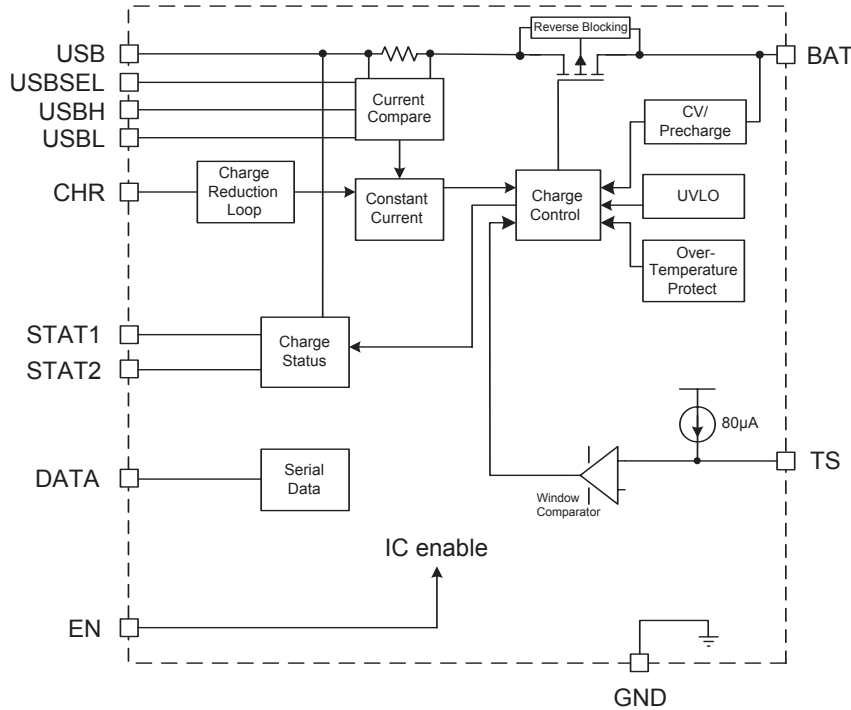 Reverse Blocking
USB
BAT
USBSEL
USBH
USBL
Current
Compare
CV/
Precharge
CHR
Charge
Reduction
Loop
Constant
Current
Charge
Control
UVLO
Over-
Temperature
Protect
STAT1
STAT2
Charge
Status
80µA
TS
DATA
Serial
Data
Window
Comparator
IC enable
EN
GND